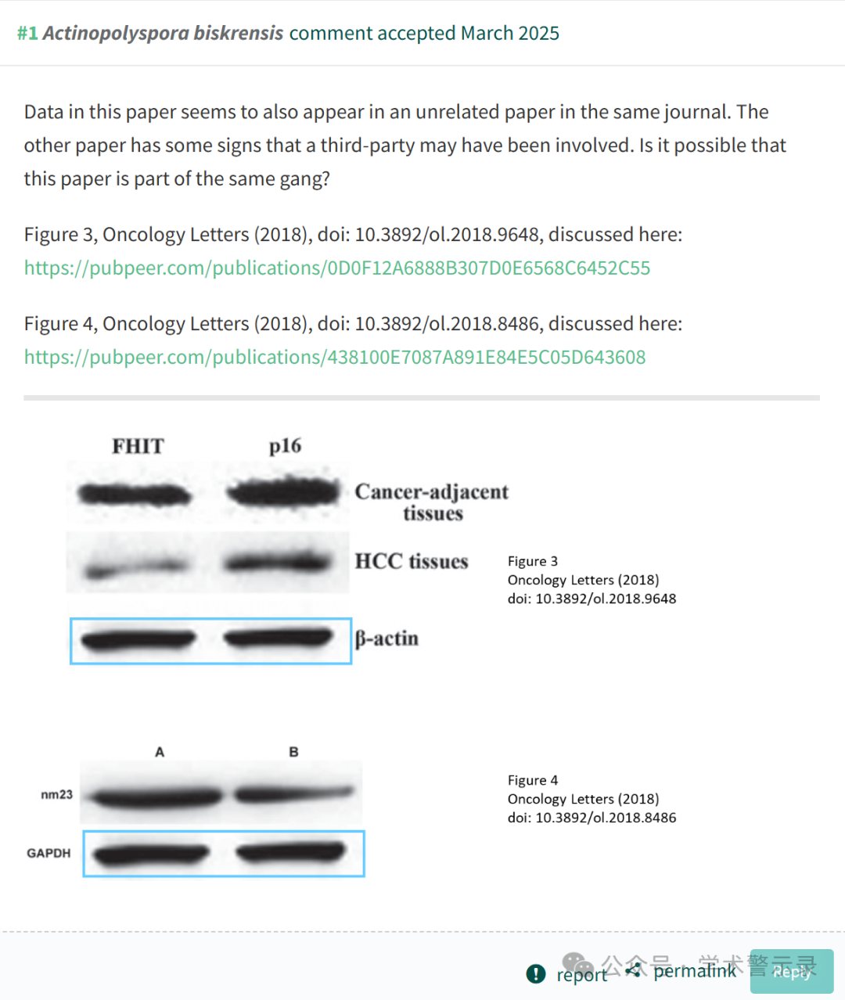 #1 Actinopolyspora biskrensis comment accepted March 2025
Data in this paper seems to also appear in an unrelated paper in the same journal. The
other paper has some signs that a third-party may have been involved. Is it possible that
this paper is part of the same gang?
Figure 3, Oncology Letters (2018), doi: 10.3892/ol.2018.9648, discussed here:
https://pubpeer.com/publications/0D0F12A6888B307D0E6568C6452C55
Figure 4, Oncology Letters (2018), doi: 10.3892/ol.2018.8486, discussed here:
https://pubpeer.com/publications/438100E7087A891E84E5C05D643608
FHIT p16
Cancer-adjacent
tissues
HCC tissues
Figure 3
Oncology Letters (2018)
doi: 10.3892/ol.2018.9648
β-actin
A B
nm23
Figure 4
Oncology Letters (2018)
doi: 10.3892/ol.2018.8486
GAPDH
公众号 · 学术警示录
! report permalink Reply